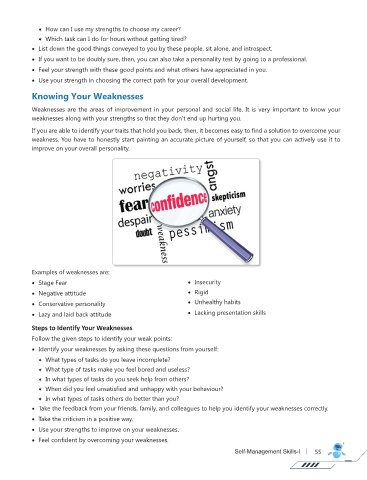 • How can I use my strengths to choose my career?
• Which task can I do for hours without getting tired?
• List down the good things conveyed to you by these people, sit alone, and introspect.
• If you want to be doubly sure, then, you can also take a personality test by going to a professional.
• Feel your strength with these good points and what others have appreciated in you.
• Use your strength in choosing the correct path for your overall development.
Knowing Your Weaknesses
Weaknesses are the areas of improvement in your personal and social life. It is very important to know your
weaknesses along with your strengths so that they don't end up hurting you.
If you are able to identify your traits that hold you back, then, it becomes easy to find a solution to overcome your
weakness. You have to honestly start painting an accurate picture of yourself, so that you can actively use it to
improve on your overall personality.
negativity
angst
worries
fear
confidence
skepticism
despair
anxiety
doubt
pessimism
weakness
Examples of weaknesses are:
• Stage Fear
• Negative attitude
• Conservative personality
• Lazy and laid back attitude
• Insecurity
• Rigid
• Unhealthy habits
• Lacking presentation skills
Steps to Identify Your Weaknesses
Follow the given steps to identify your weak points:
• Identify your weaknesses by asking these questions from yourself:
• What types of tasks do you leave incomplete?
• What type of tasks make you feel bored and useless?
• In what types of tasks do you seek help from others?
• When did you feel unsatisfied and unhappy with your behaviour?
• In what types of tasks others do better than you?
• Take the feedback from your friends, family, and colleagues to help you identify your weaknesses correctly.
• Take the criticism in a positive way.
• Use your strengths to improve on your weaknesses.
• Feel confident by overcoming your weaknesses.
Self-Management Skills-I | 55